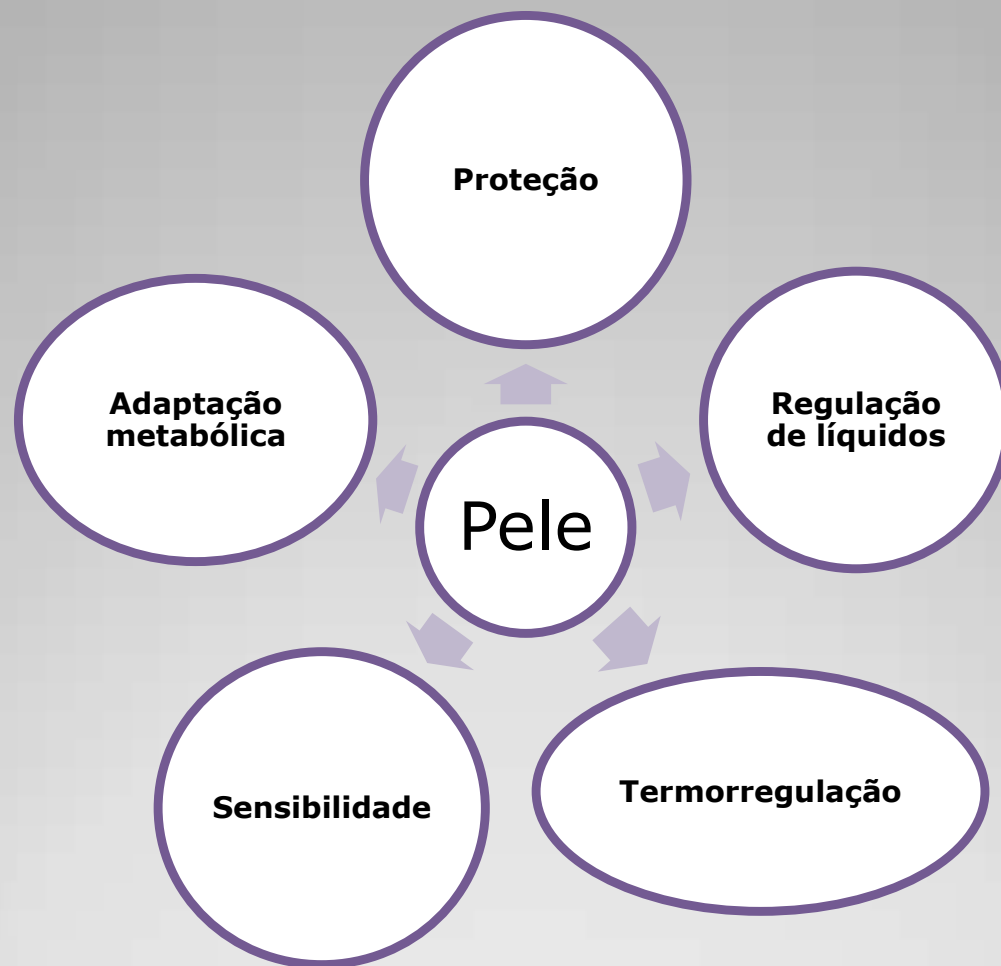 Proteção
Adaptação
metabólica
Regulação
de líquidos
Pele
Sensibilidade
Termorregulação